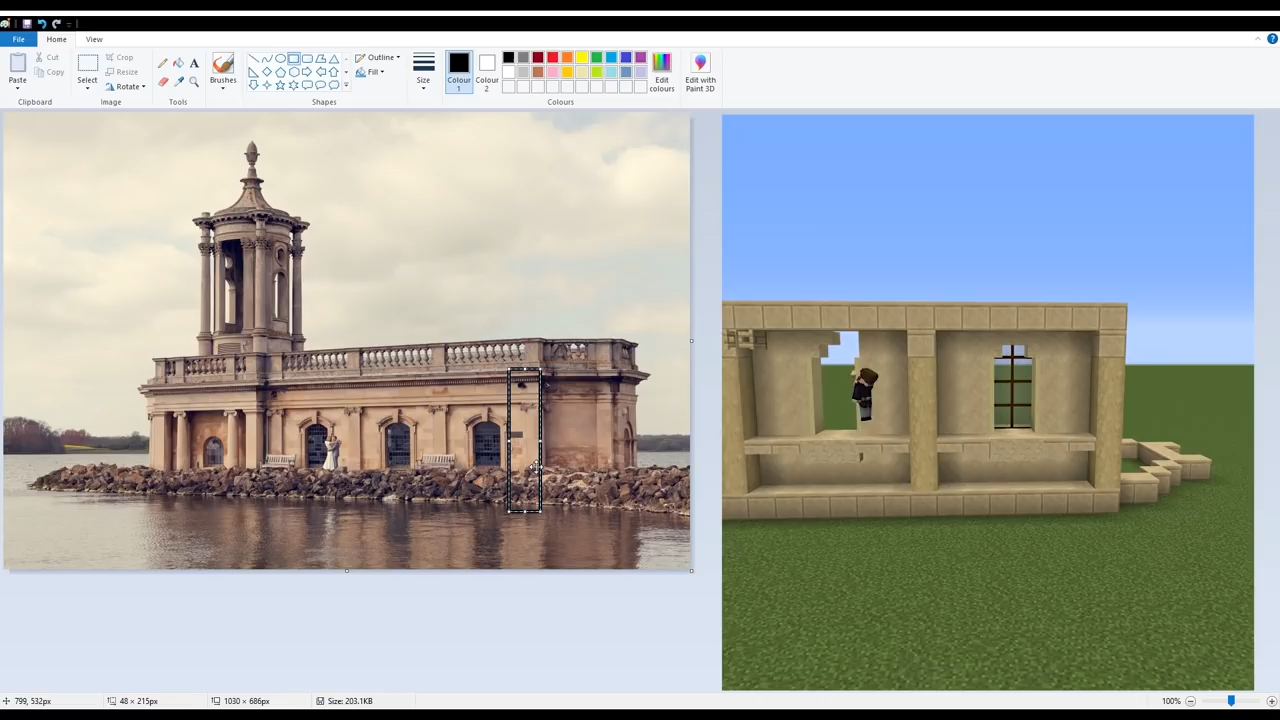 File Home View
Paste Cut Copy
Clipboard
Select Crop Resize Rotate
Image
A
Tools
Brushes
Outline Fill
Shapes
Size
Colour 1
Colour 2
Edit colours
Colours
Edit with Paint 3D
799, 532px 48 × 215px 1030 × 686px Size: 203.1KB 100%